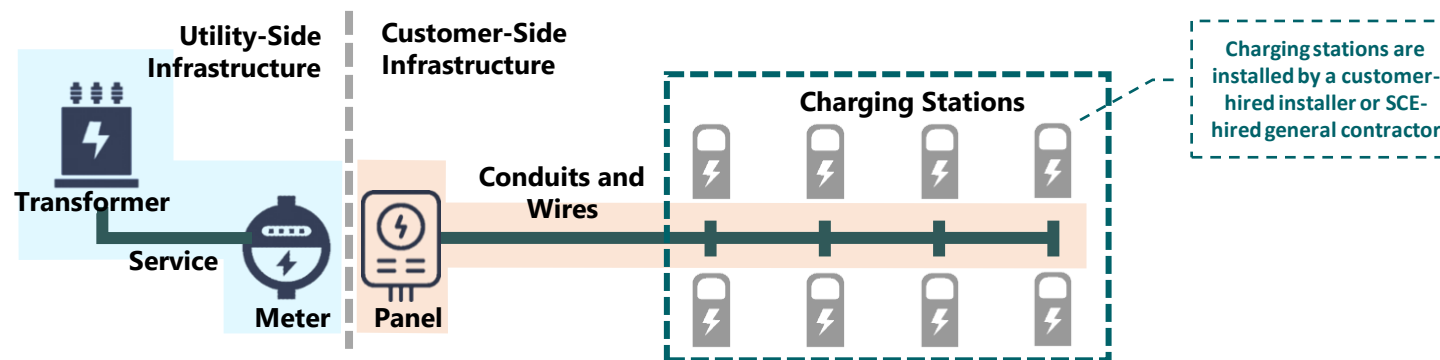 Utility-Side
Infrastructure
Customer-Side
Infrastructure
Charging Stations
Charging stations are
installed by a customer-
hired installer or SCE-
hired general contractor
Transformer
Conduits and
Wires
Service
Meter
Panel